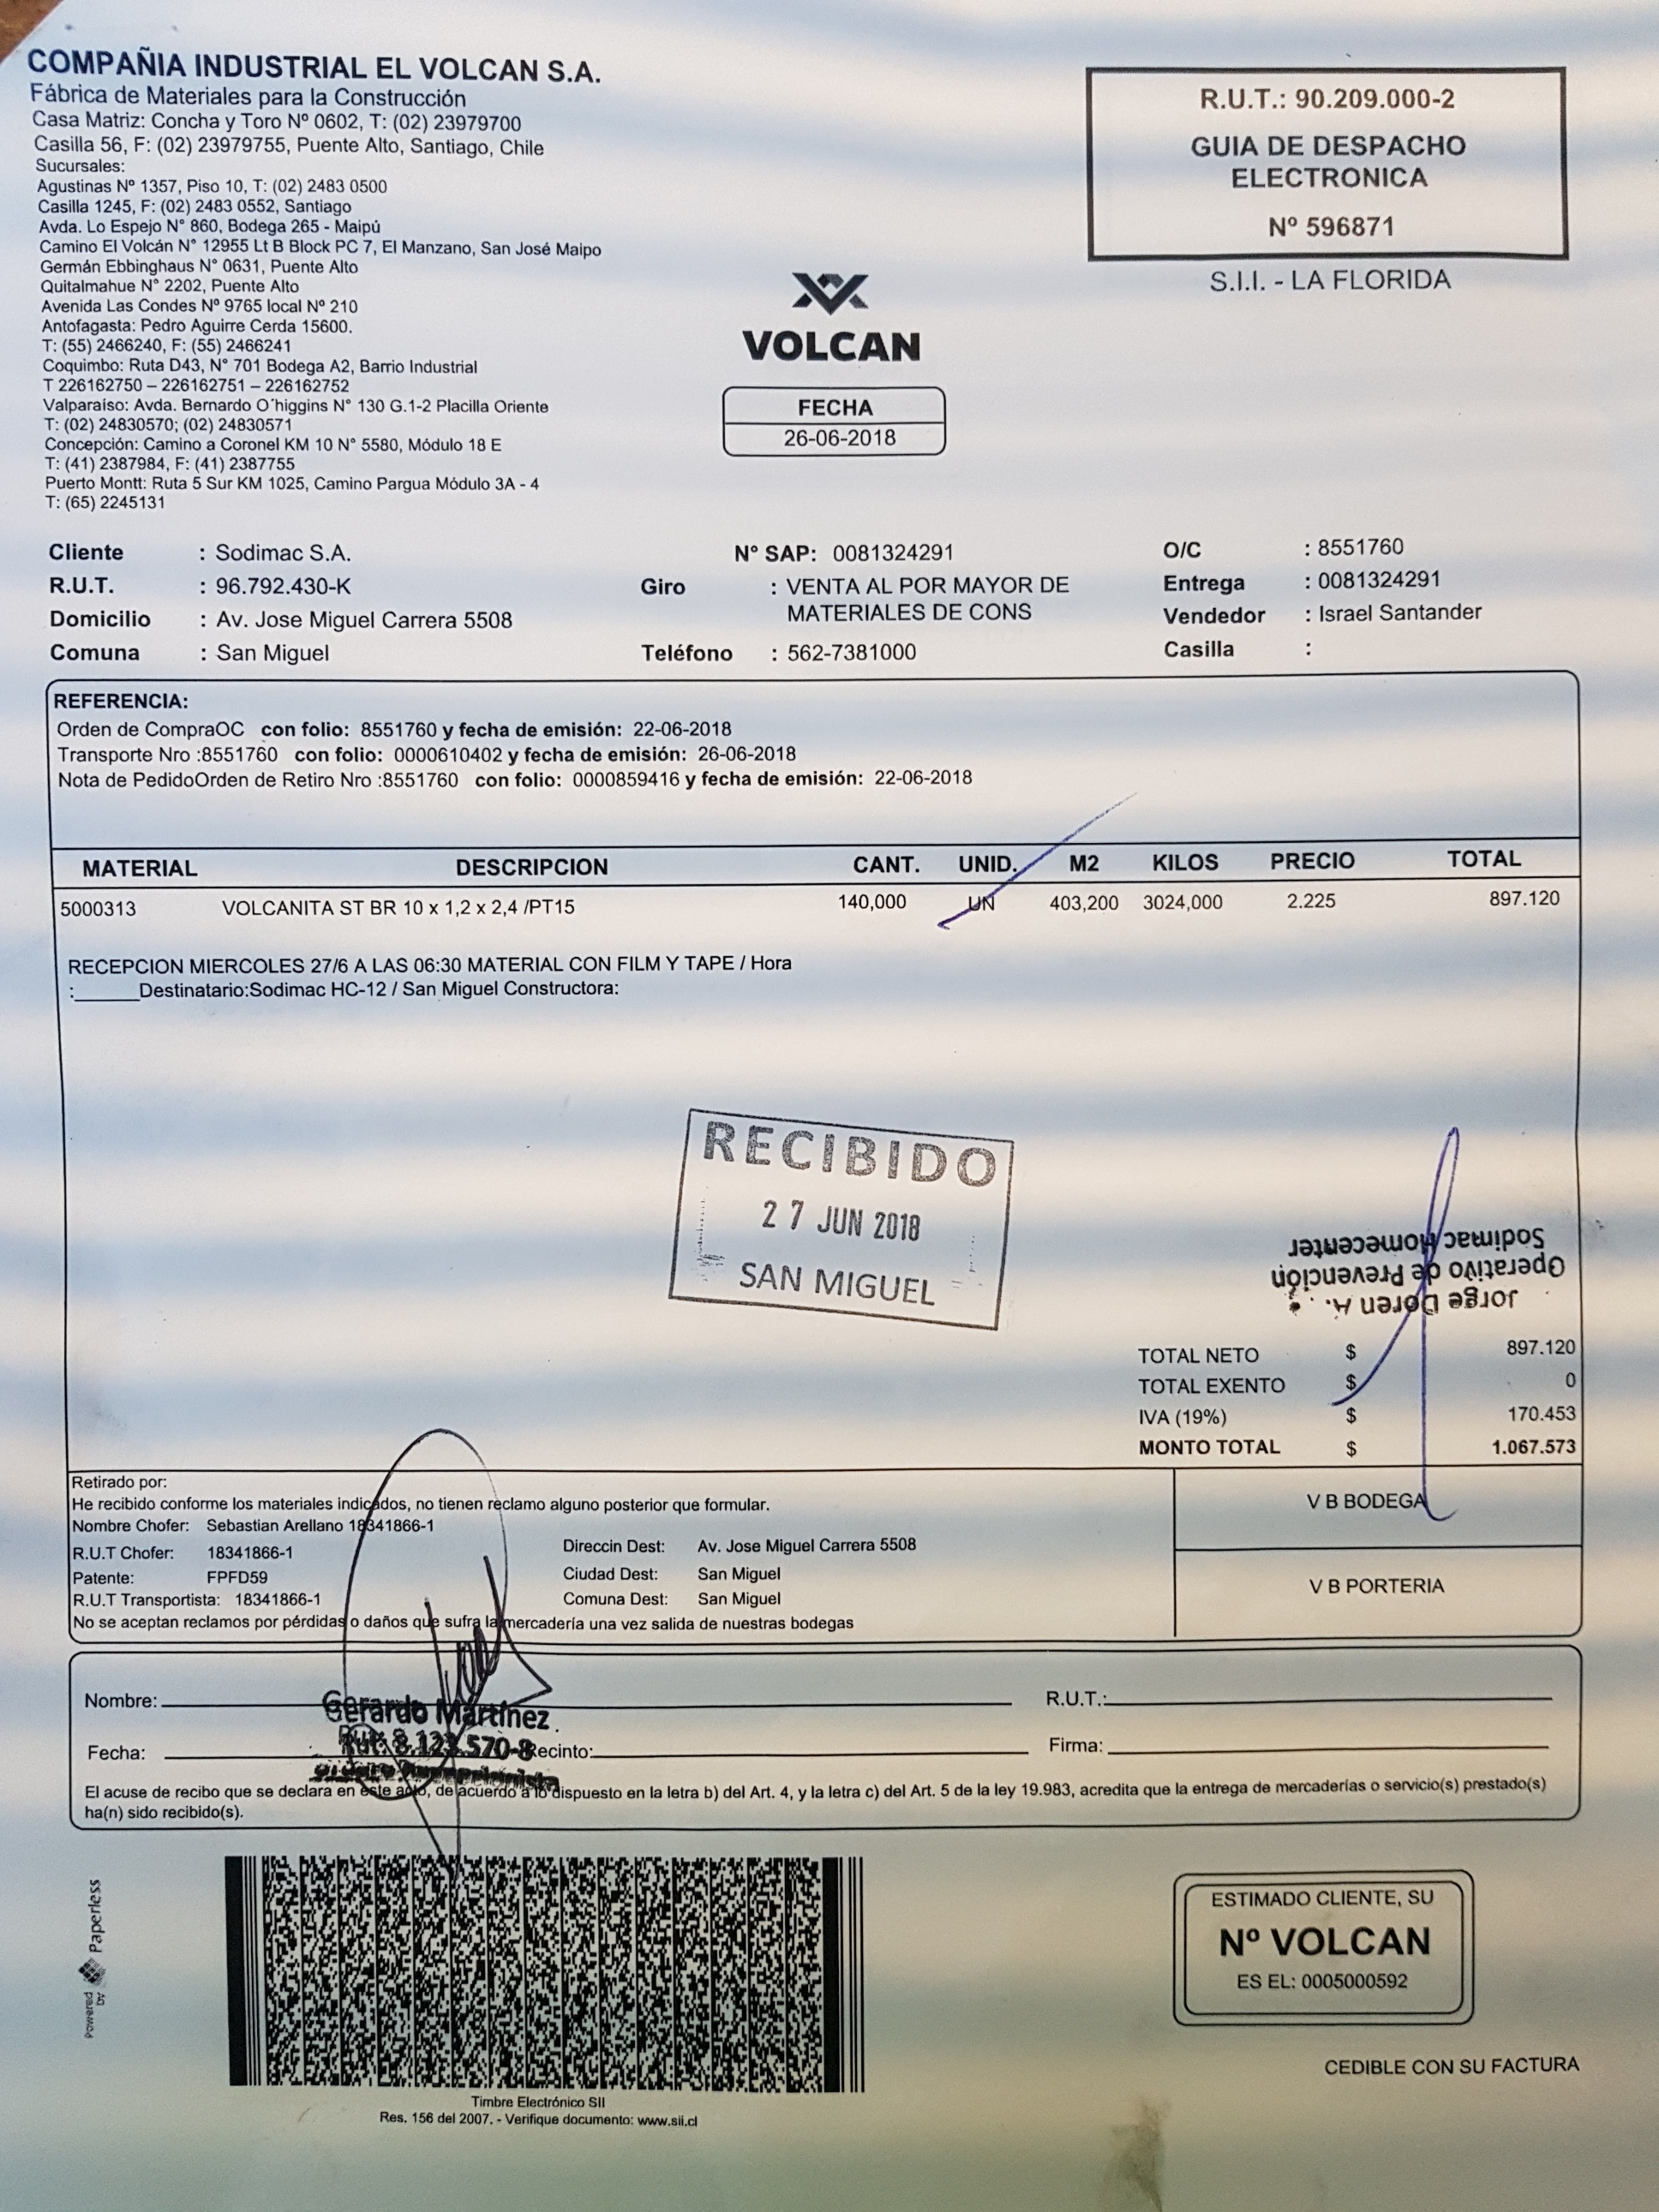 COMPAÑIA INDUSTRIAL EL VOLCAN S.A.
Fábrica de Materiales para la Construcción
Casa Matriz: Concha y Toro Nº 0602, T: (02) 23979700
Casilla 56, F: (02) 23979755, Puente Alto, Santiago, Chile
Sucursales:
Agustinas Nº 1357, Piso 10, T: (02) 2483 0500
Casilla 1245, F: (02) 2483 0552, Santiago
Avda. Lo Espejo N° 860, Bodega 265 - Maipú
Camino El Volcán N° 12955 Lt B Block PC 7, El Manzano, San José Maipo
Germán Ebbinghaus N° 0631, Puente Alto
Quitalmahue N° 2202, Puente Alto
Avenida Las Condes Nº 9765 local Nº 210
Antofagasta: Pedro Aguirre Cerda 15600.
T: (55) 2466240, F: (55) 2466241
Coquimbo: Ruta D43, N° 701 Bodega A2, Barrio Industrial
T 226162750 – 226162751 – 226162752
Valparaíso: Avda. Bernardo O´higgins N° 130 G.1-2 Placilla Oriente
T: (02) 24830570; (02) 24830571
Concepción: Camino a Coronel KM 10 N° 5580, Módulo 18 E
T: (41) 2387984, F: (41) 2387755
Puerto Montt: Ruta 5 Sur KM 1025, Camino Pargua Módulo 3A - 4
T: (65) 2245131
R.U.T.: 90.209.000-2
GUIA DE DESPACHO
ELECTRONICA
Nº 596871
S.I.I. - LA FLORIDA
VOLCAN
FECHA
26-06-2018
Cliente : Sodimac S.A. N° SAP: 0081324291 O/C : 8551760
R.U.T. : 96.792.430-K Giro : VENTA AL POR MAYOR DE Entrega : 0081324291
MATERIALES DE CONS
Domicilio : Av. Jose Miguel Carrera 5508 Vendedor : Israel Santander
Comuna : San Miguel Teléfono : 562-7381000 Casilla :
REFERENCIA:
Orden de CompraOC con folio: 8551760 y fecha de emisión: 22-06-2018
Transporte Nro :8551760 con folio: 0000610402 y fecha de emisión: 26-06-2018
Nota de PedidoOrden de Retiro Nro :8551760 con folio: 0000859416 y fecha de emisión: 22-06-2018
MATERIAL DESCRIPCION CANT. UNID. M2 KILOS PRECIO TOTAL
5000313 VOLCANITA ST BR 10 x 1,2 x 2,4 /PT15 140,000 UN 403,200 3024,000 2.225 897.120
RECEPCION MIERCOLES 27/6 A LAS 06:30 MATERIAL CON FILM Y TAPE / Hora
:______Destinatario:Sodimac HC-12 / San Miguel Constructora:
RECIBIDO
27 JUN 2018
SAN MIGUEL
Jorge Doren A.
Operativo de Prevención
Sodimac Homecenter
TOTAL NETO $ 897.120
TOTAL EXENTO $ 0
IVA (19%) $ 170.453
MONTO TOTAL $ 1.067.573
Retirado por:
He recibido conforme los materiales indicados, no tienen reclamo alguno posterior que formular.
Nombre Chofer: Sebastian Arellano 18341866-1
R.U.T Chofer: 18341866-1 Direccin Dest: Av. Jose Miguel Carrera 5508
Patente: FPFD59 Ciudad Dest: San Miguel
R.U.T Transportista: 18341866-1 Comuna Dest: San Miguel
No se aceptan reclamos por pérdidas o daños que sufra la mercadería una vez salida de nuestras bodegas
V B BODEGA
V B PORTERIA
Nombre: R.U.T.:
Gerardo Martínez
Rut: 8.123.570-8
Fecha: Recinto: Firma:
El acuse de recibo que se declara en este acto, de acuerdo a lo dispuesto en la letra b) del Art. 4, y la letra c) del Art. 5 de la ley 19.983, acredita que la entrega de mercaderías o servicio(s) prestado(s)
ha(n) sido recibido(s).
Powered by Paperless
Timbre Electrónico SII
Res. 156 del 2007. - Verifique documento: www.sii.cl
ESTIMADO CLIENTE, SU
Nº VOLCAN
ES EL: 0005000592
CEDIBLE CON SU FACTURA